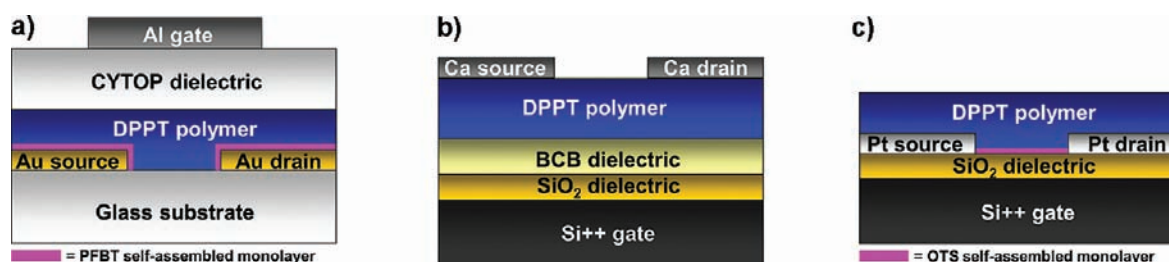 a)
Al gate
CYTOP dielectric
DPPT polymer
Au source
Au drain
Glass substrate
= PFBT self-assembled monolayer
b)
Ca source
Ca drain
DPPT polymer
BCB dielectric
SiO₂ dielectric
Si++ gate
c)
DPPT polymer
Pt source
Pt drain
SiO₂ dielectric
Si++ gate
= OTS self-assembled monolayer